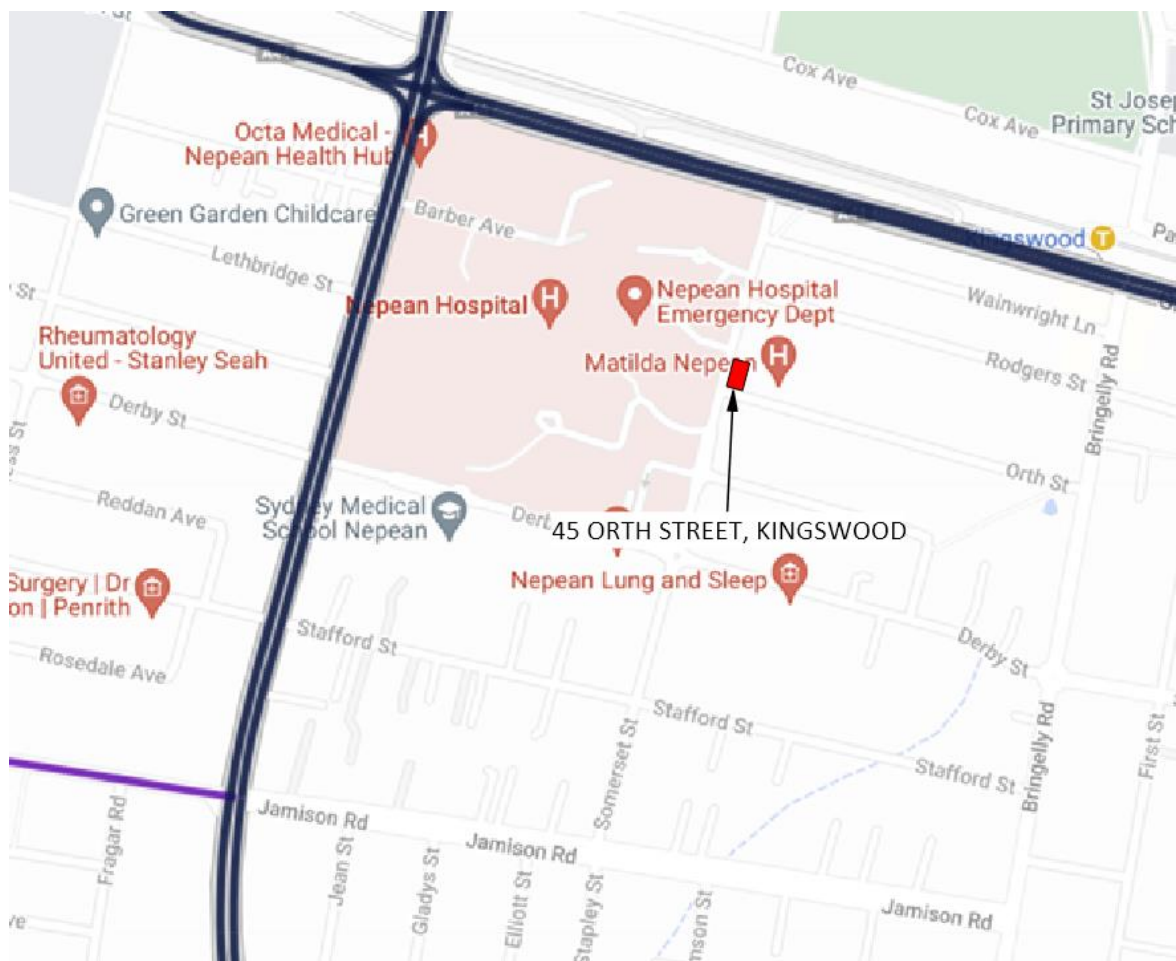 Cox Ave
Cox Ave
St Josep
Primary Sch
Octa Medical -
Nepean Health Hub
Green Garden Childcare
Barber Ave
Lethbridge St
Kingswood
T
Wainwright Ln
Nepean Hospital
H
Nepean Hospital
Emergency Dept
Matilda Nepean
H
Rodgers St
Bringelly Rd
St
Rheumatology
United - Stanley Seah
Derby St
Orth St
Reddan Ave
Sydney Medical
School Nepean
45 ORTH STREET, KINGSWOOD
Nepean Lung and Sleep
Surgery | Dr
on | Penrith
Stafford St
Rosedale Ave
Derby St
Stafford St
Somerset St
Stafford St
Bringelly Rd
First St
Fragar Rd
Jamison Rd
Jamison Rd
Jamison Rd
Jean St
Gladys St
Elliott St
Stapley St
mson St